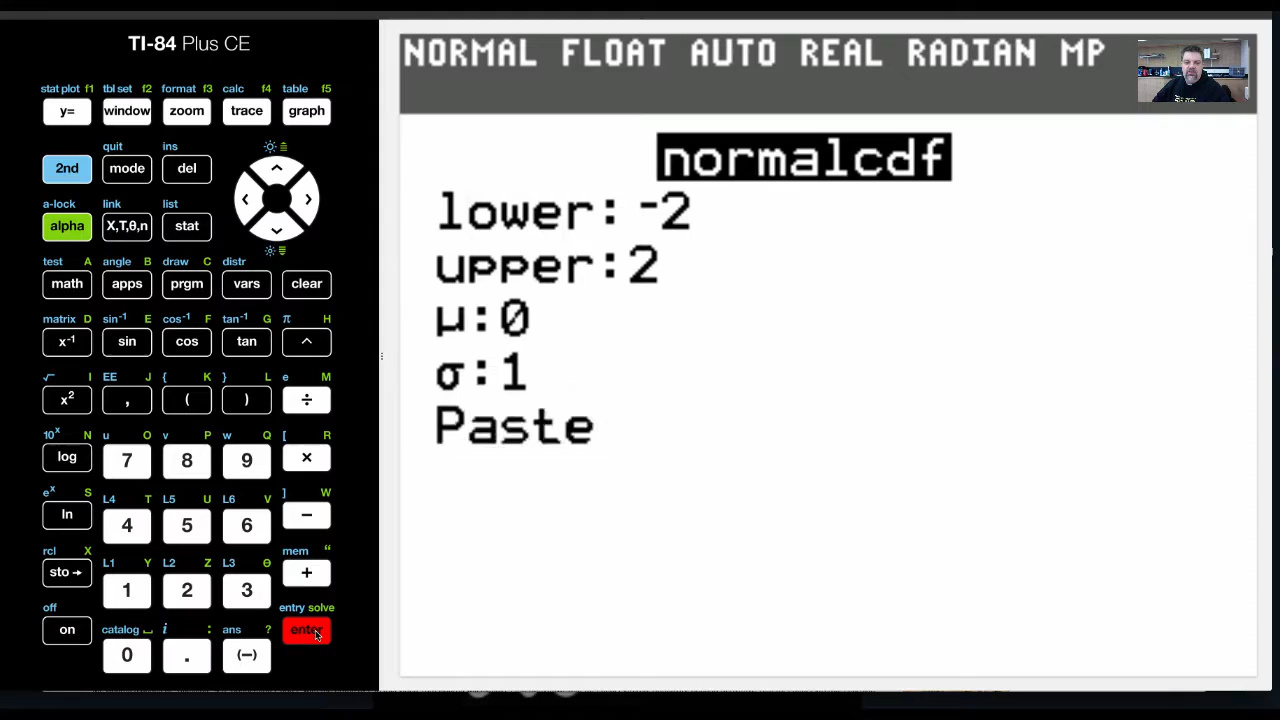 TI-84 Plus CE
stat plot f1 tbl set f2 format f3 calc f4 table f5
y= window zoom trace graph
quit ins
2nd mode del
a-lock link list
alpha X,T,θ,n stat
test A angle B draw C distr
math apps prgm vars clear
matrix D sin⁻¹ E cos⁻¹ F tan⁻¹ G π H
x⁻¹ sin cos tan ^
√ I EE J { K } L e M
x² , ( ) ÷
10ˣ N u O v P w Q [ R
log 7 8 9 ×
eˣ S L4 T L5 U L6 V ] W
ln 4 5 6 −
rcl X L1 Y L2 Z L3 θ mem “
sto → 1 2 3 +
off catalog ⎵ i : ans ? entry solve
on 0 . (−) enter
NORMAL FLOAT AUTO REAL RADIAN MP
normalcdf
lower: -2
upper:2
μ:0
σ:1
Paste